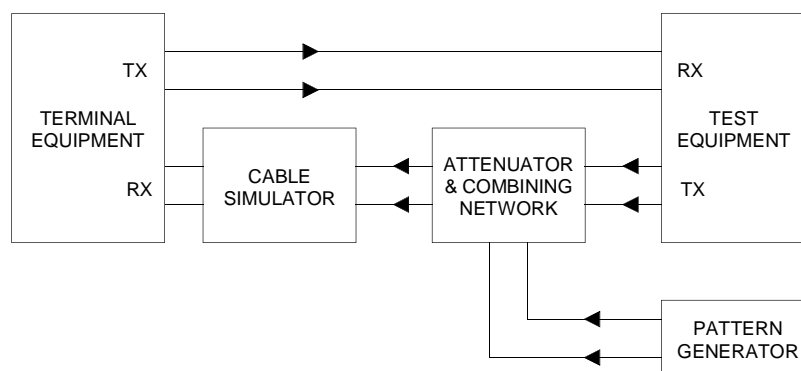 TX
TERMINAL
EQUIPMENT
RX
CABLE
SIMULATOR
ATTENUATOR
& COMBINING
NETWORK
RX
TEST
EQUIPMENT
TX
PATTERN
GENERATOR